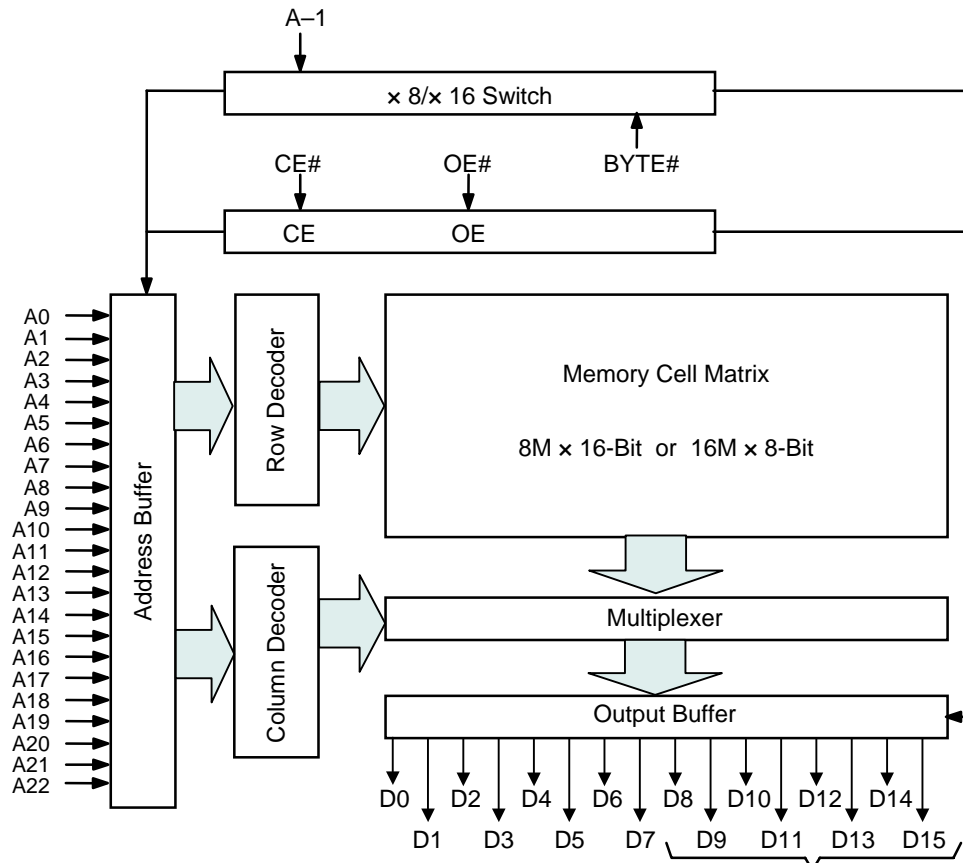 A–1
× 8/× 16 Switch
CE# OE# BYTE#
CE OE
A0
A1
A2
A3
A4
A5
A6
A7
A8
A9
A10
A11
A12
A13
A14
A15
A16
A17
A18
A19
A20
A21
A22
Address Buffer
Row Decoder
Column Decoder
Memory Cell Matrix
8M × 16-Bit or 16M × 8-Bit
Multiplexer
Output Buffer
D0 D2 D4 D6 D8 D10 D12 D14
D1 D3 D5 D7 D9 D11 D13 D15